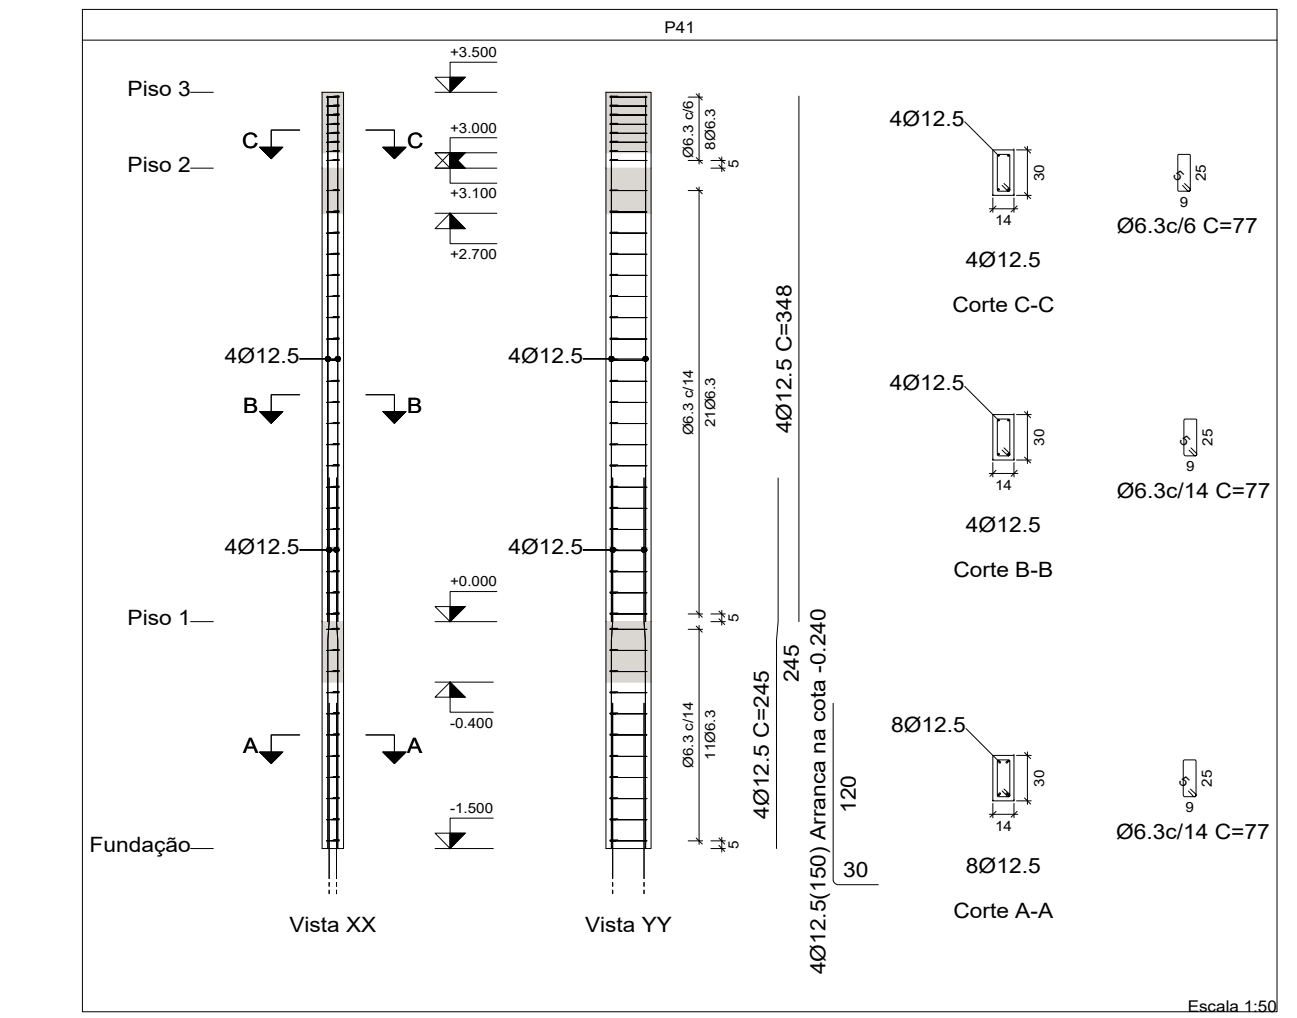 P41
+3.500
Piso 3
C
C
+3.000
Piso 2
+3.100
+2.700
4Ø12.5
B
B
4Ø12.5
+0.000
Piso 1
-0.400
A
A
-1.500
Fundação
Vista XX
Ø6.3 c/6
8Ø6.3
5
4Ø12.5
Ø6.3 c/14
21Ø6.3
4Ø12.5
5
Ø6.3 c/14
11Ø6.3
5
Vista YY
4Ø12.5 C=348
4Ø12.5 C=245
245
4Ø12.5(150) Arranca na cota -0.240
120
30
4Ø12.5
30
14
5
25
9
Ø6.3c/6 C=77
4Ø12.5
Corte C-C
4Ø12.5
30
14
5
25
9
Ø6.3c/14 C=77
4Ø12.5
Corte B-B
8Ø12.5
30
14
5
25
9
Ø6.3c/14 C=77
8Ø12.5
Corte A-A
Escala 1:50